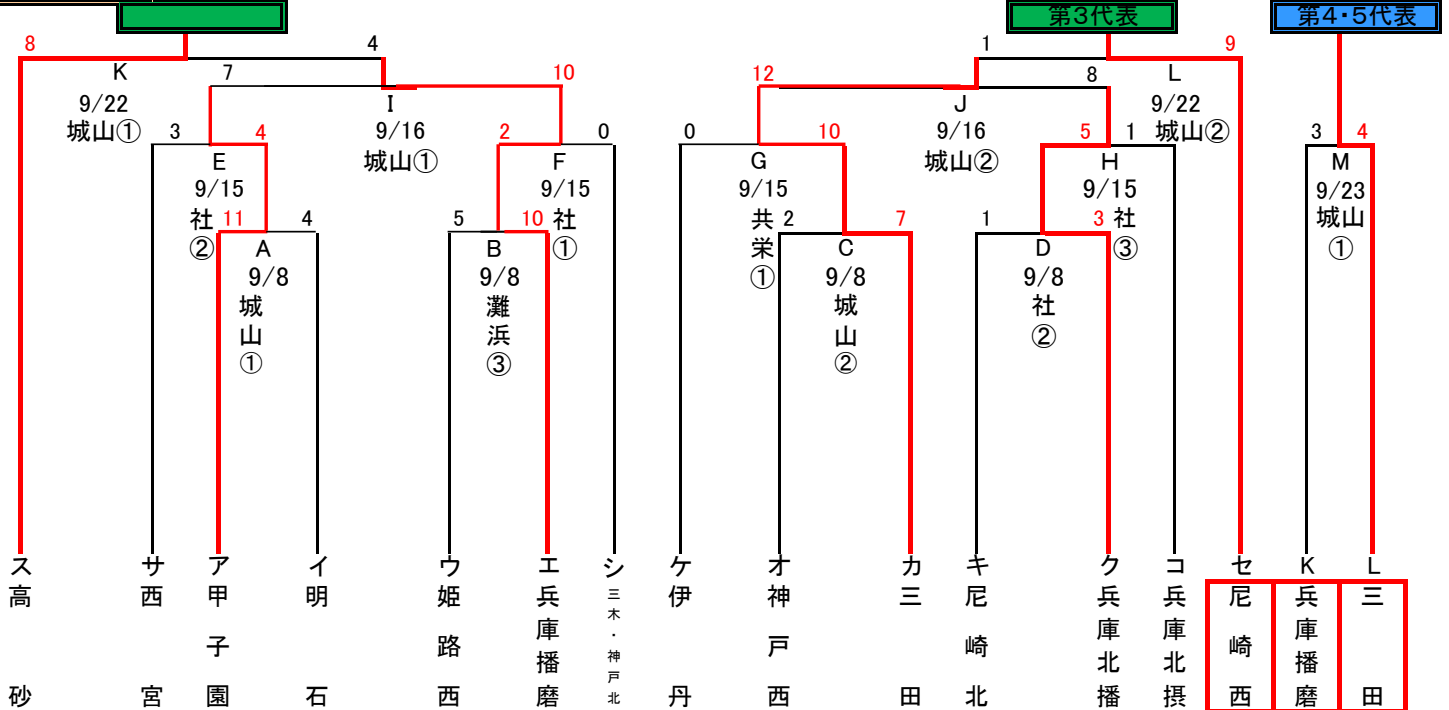 第3代表 第4・5代表
8 4 1 9
K 7 10 12 8 L
9/22 I J 9/22
城山① 3 4 9/16 2 0 0 10 9/16 5 1 城山② 3 4
E 城山① F G 城山② H M
9/15 9/15 9/15 9/15 9/23
社② 11 4 5 10 社① 共栄① 2 7 1 3 社③ 城山①
A B C D
9/8 9/8 9/8 9/8
城山① 灘浜③ 城山② 社②
ス サ ア イ ウ エ シ ケ オ カ キ ク コ セ K L
高砂
西宮
甲子園
明石
姫路西
兵庫播磨
三木・神戸北
伊丹
神戸西
三田
尼崎北
兵庫北播
兵庫北摂
尼崎西
兵庫播磨
三田